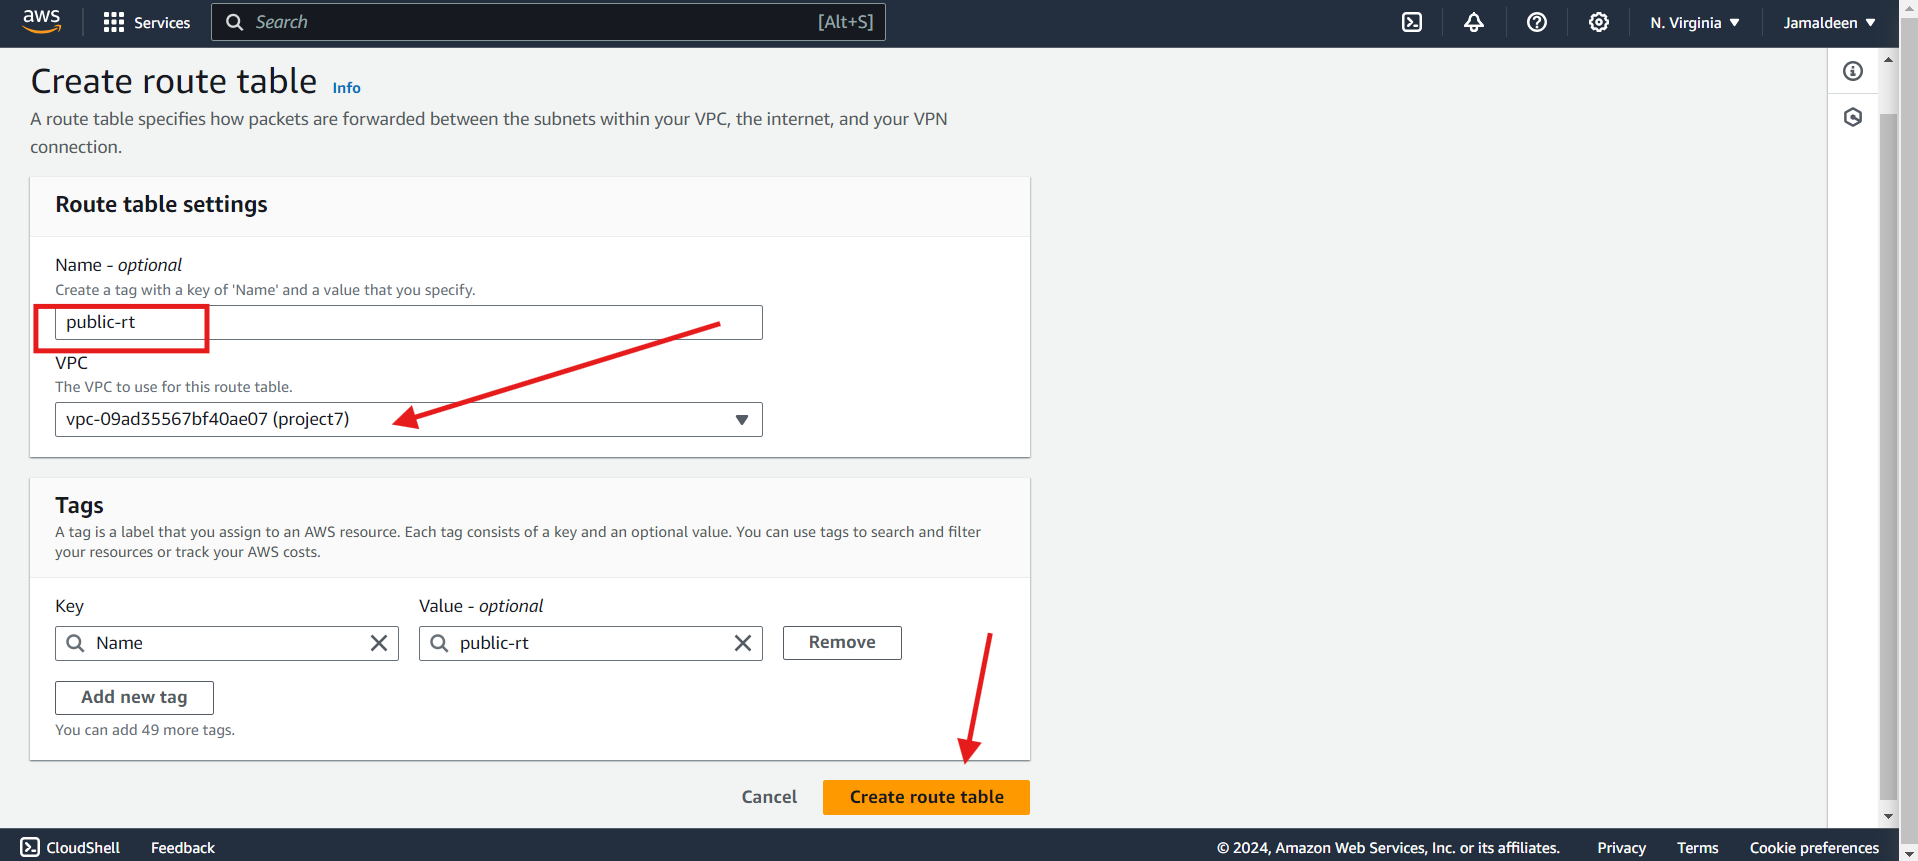 aws
Services
Search
[Alt+S]
N. Virginia
Jamaldeen
Create route table
Info
A route table specifies how packets are forwarded between the subnets within your VPC, the internet, and your VPN
connection.
Route table settings
Name - optional
Create a tag with a key of 'Name' and a value that you specify.
public-rt
VPC
The VPC to use for this route table.
vpc-09ad35567bf40ae07 (project7)
Tags
A tag is a label that you assign to an AWS resource. Each tag consists of a key and an optional value. You can use tags to search and filter
your resources or track your AWS costs.
Key
Value - optional
Name
public-rt
Remove
Add new tag
You can add 49 more tags.
Cancel
Create route table
CloudShell
Feedback
© 2024, Amazon Web Services, Inc. or its affiliates.
Privacy
Terms
Cookie preferences